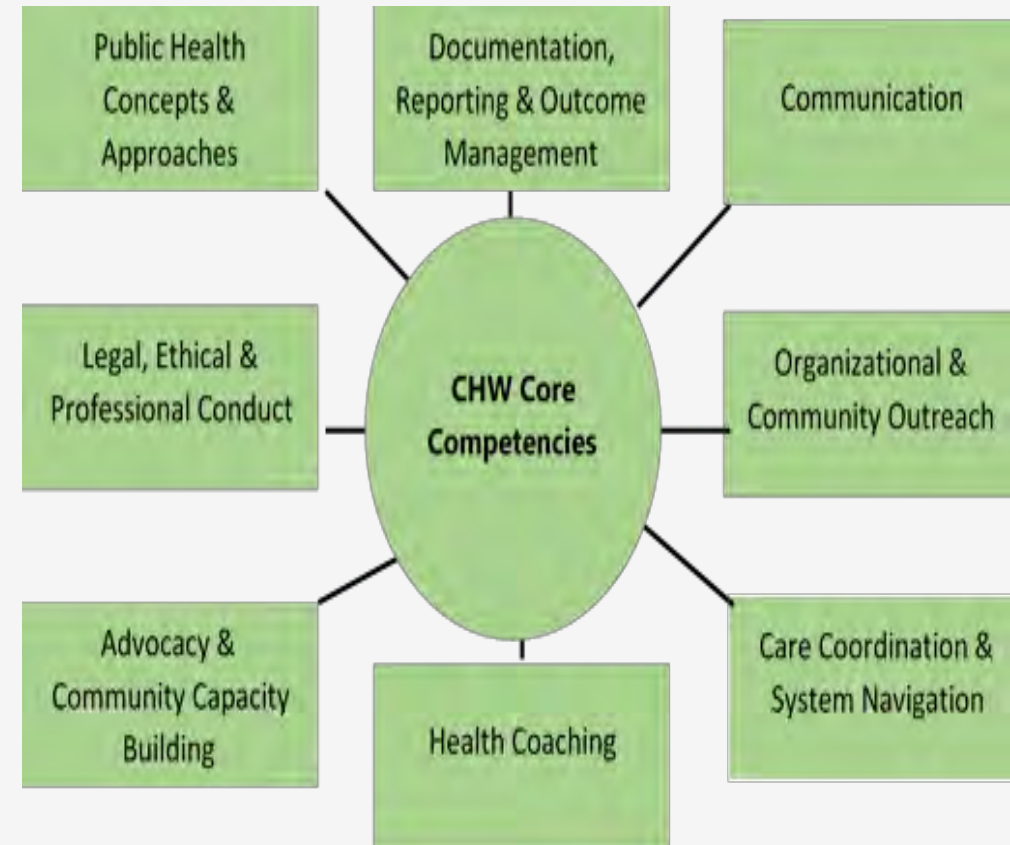 Public Health
Concepts &
Approaches
Documentation,
Reporting & Outcome
Management
Communication
Legal, Ethical &
Professional Conduct
CHW Core
Competencies
Organizational &
Community Outreach
Advocacy &
Community Capacity
Building
Health Coaching
Care Coordination &
System Navigation